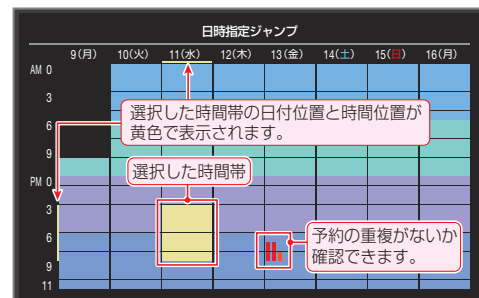 日時指定ジャンプ
9(月) 10(火) 11(水) 12(木) 13(金) 14(土) 15(日) 16(月)
AM 0
3
選択した時間帯の日付位置と時間位置が
黄色で表示されます。
6
9
選択した時間帯
PM 0
3
予約の重複がないか
確認できます。
6
9
11